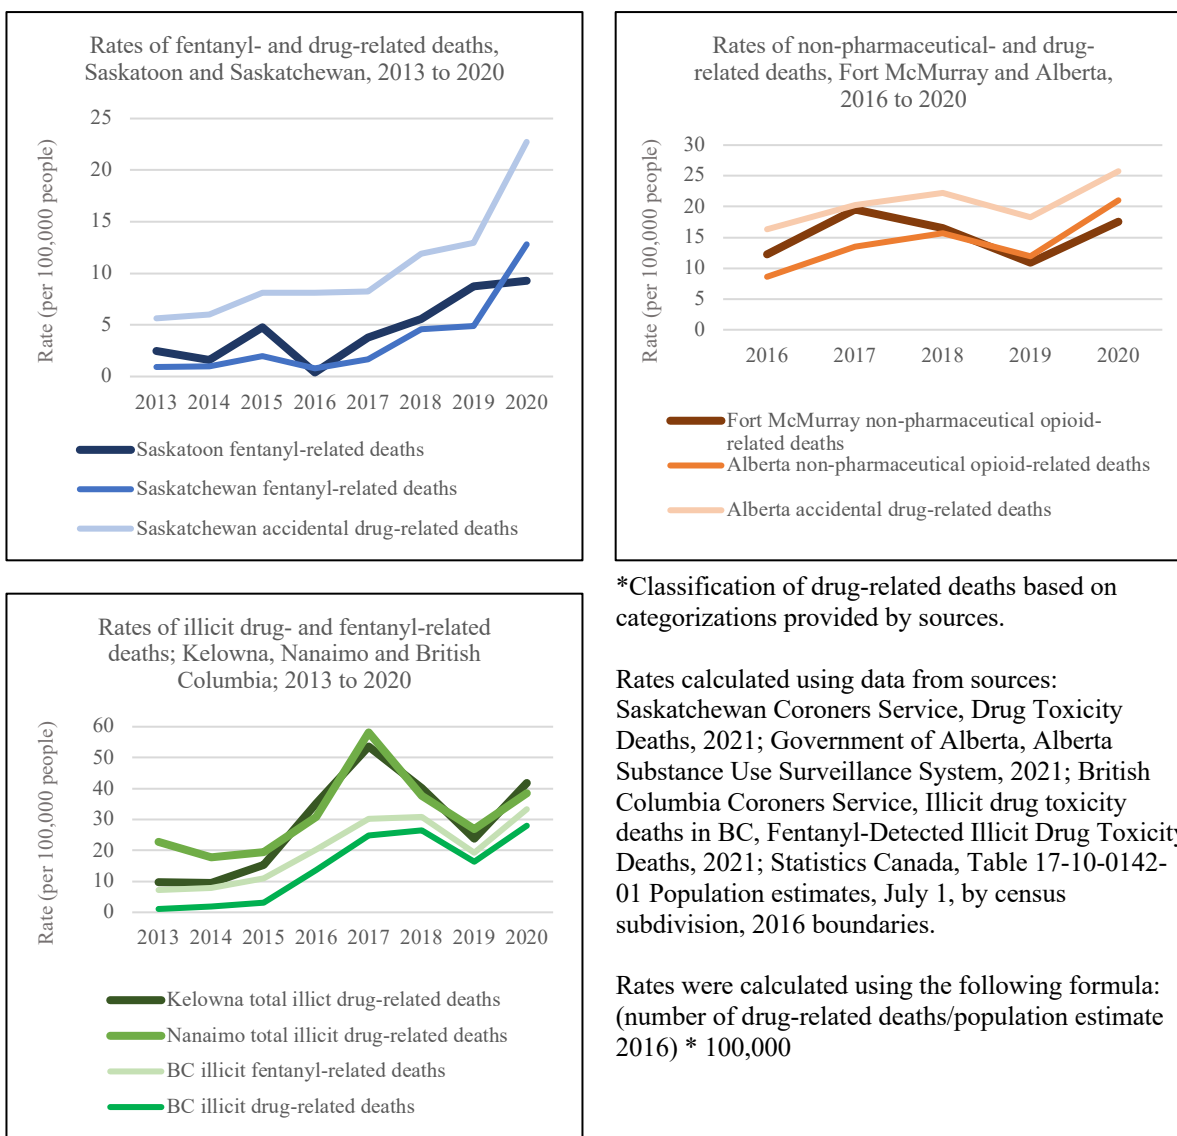 Rates of fentanyl- and drug-related deaths,
Saskatoon and Saskatchewan, 2013 to 2020
Rate (per 100,000 people)
25
20
15
10
5
0
2013 2014 2015 2016 2017 2018 2019 2020
Saskatoon fentanyl-related deaths
Saskatchewan fentanyl-related deaths
Saskatchewan accidental drug-related deaths
Rates of non-pharmaceutical- and drug-
related deaths, Fort McMurray and Alberta,
2016 to 2020
Rate (per 100,000 people)
30
25
20
15
10
5
0
2016 2017 2018 2019 2020
Fort McMurray non-pharmaceutical opioid-
related deaths
Alberta non-pharmaceutical opioid-related deaths
Alberta accidental drug-related deaths
Rates of illicit drug- and fentanyl-related
deaths; Kelowna, Nanaimo and British
Columbia; 2013 to 2020
Rate (per 100,000 people)
60
50
40
30
20
10
0
2013 2014 2015 2016 2017 2018 2019 2020
Kelowna total illict drug-related deaths
Nanaimo total illicit drug-related deaths
BC illicit fentanyl-related deaths
BC illicit drug-related deaths
*Classification of drug-related deaths based on
categorizations provided by sources.
Rates calculated using data from sources:
Saskatchewan Coroners Service, Drug Toxicity
Deaths, 2021; Government of Alberta, Alberta
Substance Use Surveillance System, 2021; British
Columbia Coroners Service, Illicit drug toxicity
deaths in BC, Fentanyl-Detected Illicit Drug Toxicity
Deaths, 2021; Statistics Canada, Table 17-10-0142-
01 Population estimates, July 1, by census
subdivision, 2016 boundaries.
Rates were calculated using the following formula:
(number of drug-related deaths/population estimate
2016) * 100,000